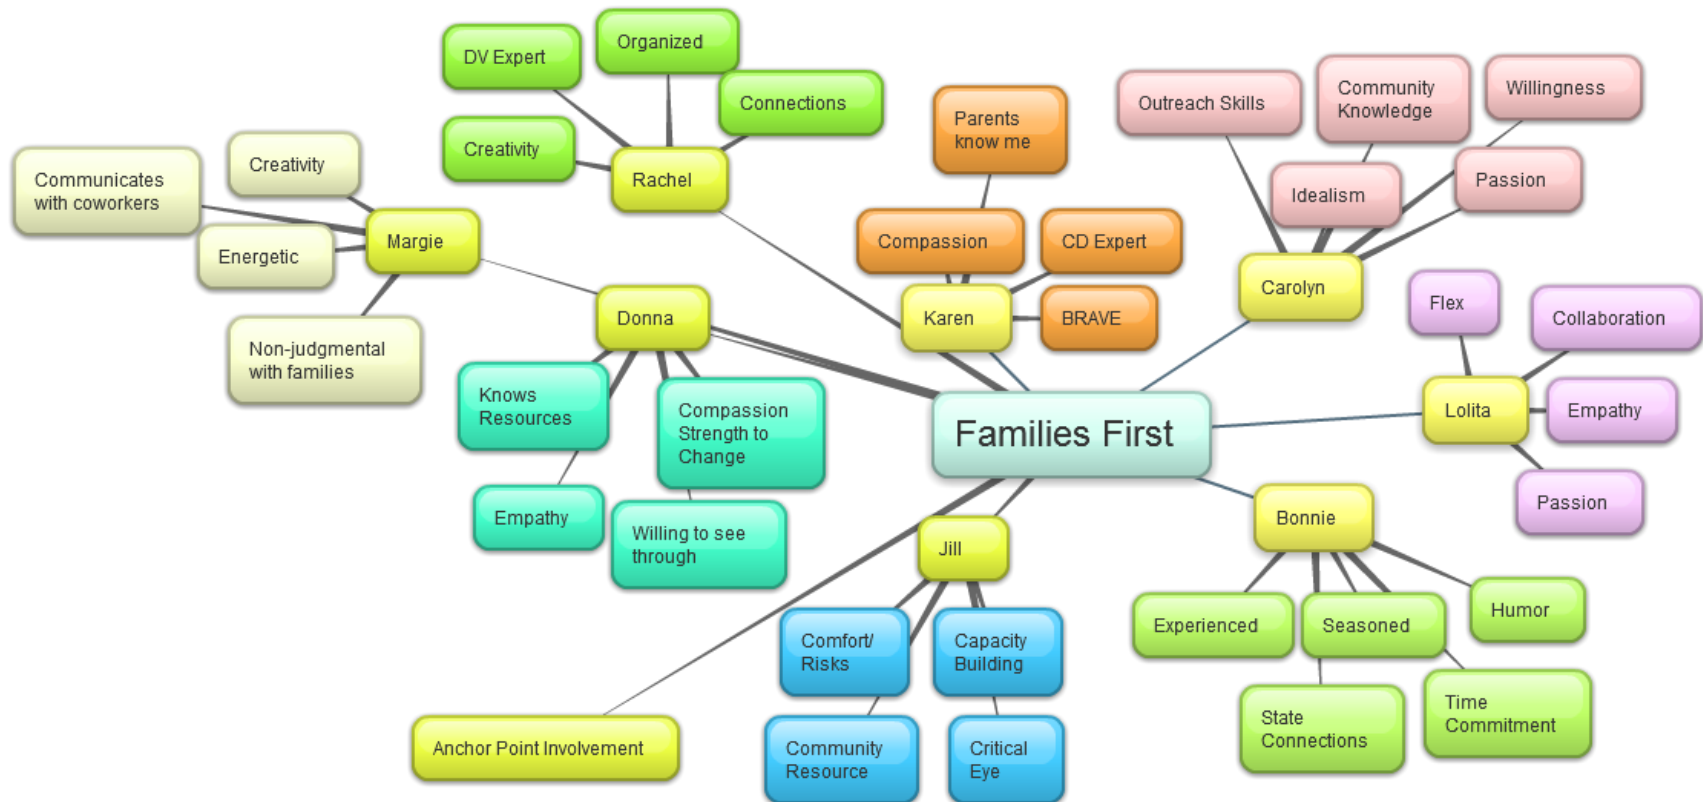 DV Expert
Organized
Connections
Creativity
Rachel
Communicates
with coworkers
Creativity
Energetic
Margie
Non-judgmental
with families
Parents
know me
Compassion
CD Expert
Karen
BRAVE
Outreach Skills
Community
Knowledge
Willingness
Idealism
Passion
Carolyn
Flex
Collaboration
Lolita
Empathy
Passion
Donna
Knows
Resources
Compassion
Strength to
Change
Empathy
Willing to see
through
Families First
Jill
Comfort/
Risks
Capacity
Building
Community
Resource
Critical
Eye
Bonnie
Experienced
Seasoned
Humor
State
Connections
Time
Commitment
Anchor Point Involvement